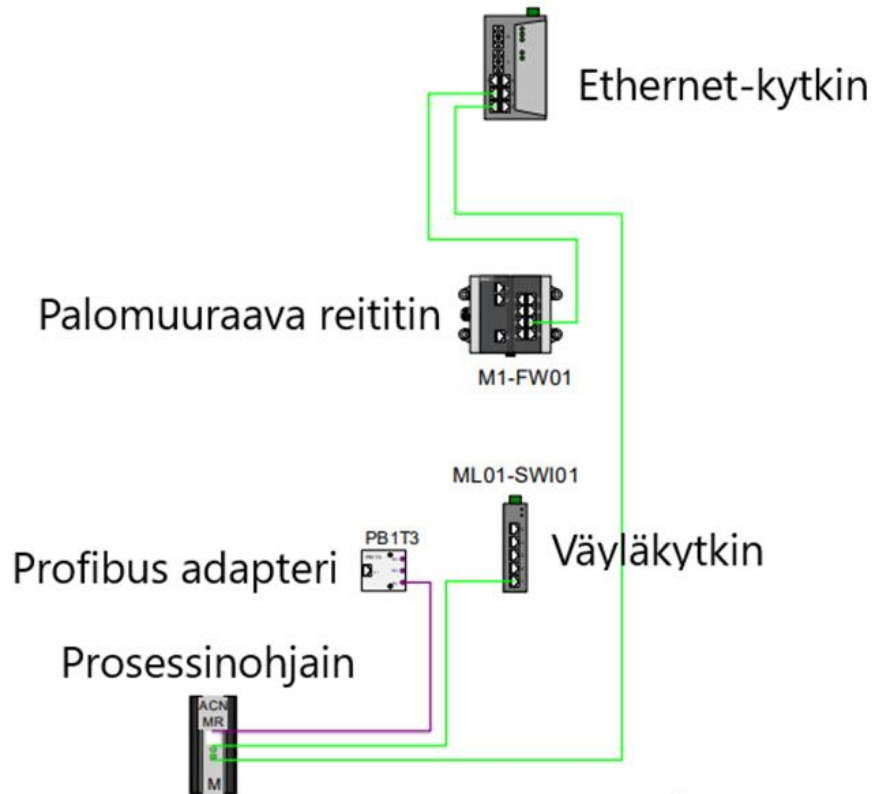 Ethernet-kytkin
Palomuuraava reititin
M1-FW01
ML01-SWI01
PB1T3
Väyläkytkin
Profibus adapteri
Prosessinohjain
ACN
MR
M